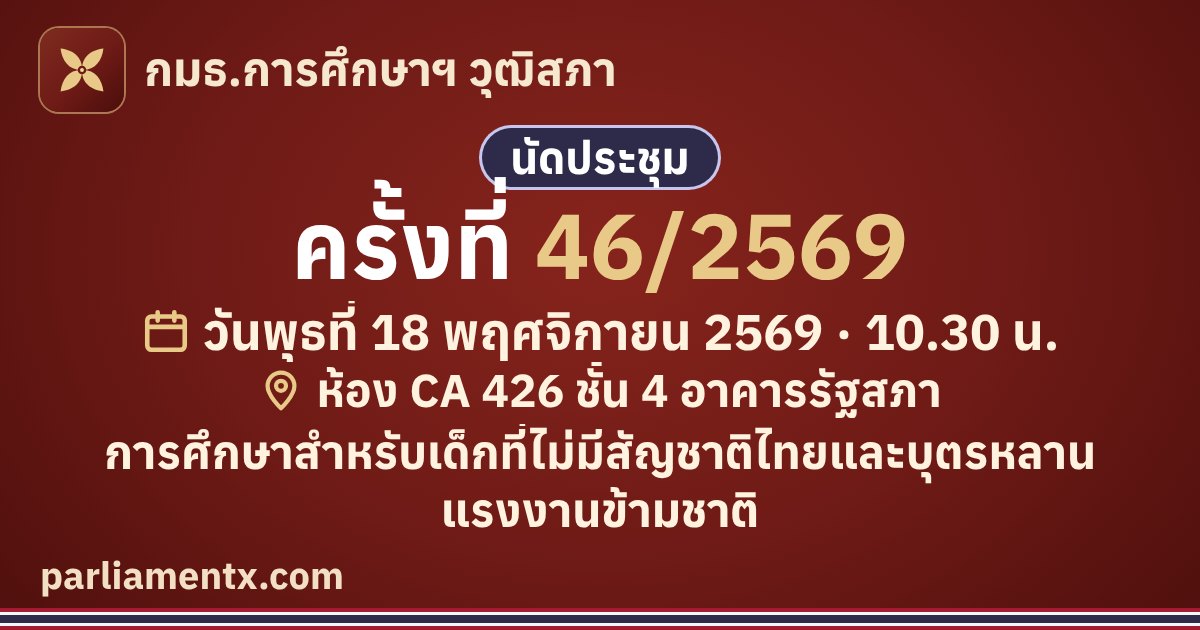 กมธ.การศึกษาฯ วุฒิสภา
นัดประชุม
ครั้งที่ 46/2569
วันพุธที่ 18 พฤศจิกายน 2569 · 10.30 น.
ห้อง CA 426 ชั้น 4 อาคารรัฐสภา
การศึกษาสำหรับเด็กที่ไม่มีสัญชาติไทยและบุตรหลาน
แรงงานข้ามชาติ
parliamentx.com